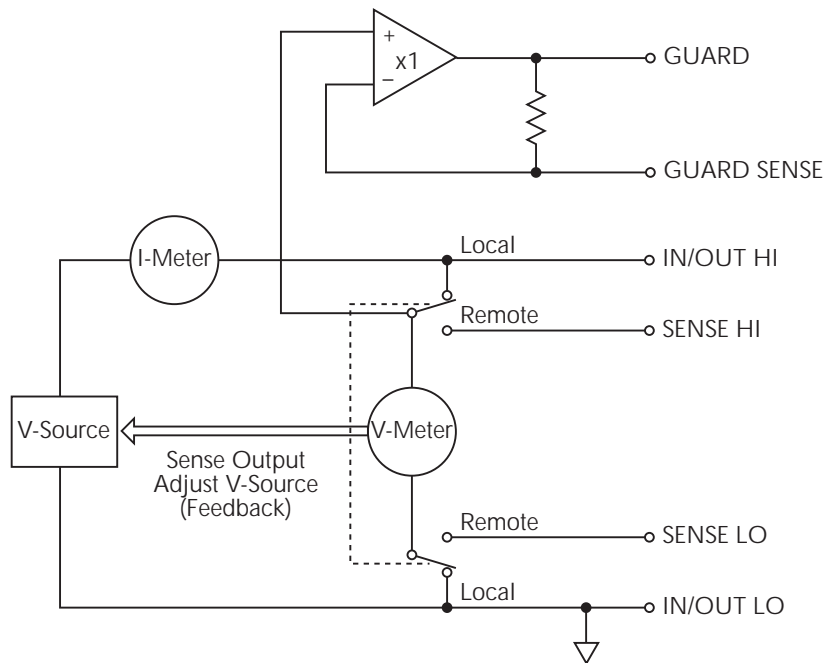 +
x1
−
GUARD
GUARD SENSE
I-Meter
Local
IN/OUT HI
Remote
SENSE HI
V-Source
V-Meter
Sense Output
Adjust V-Source
(Feedback)
Remote
SENSE LO
Local
IN/OUT LO